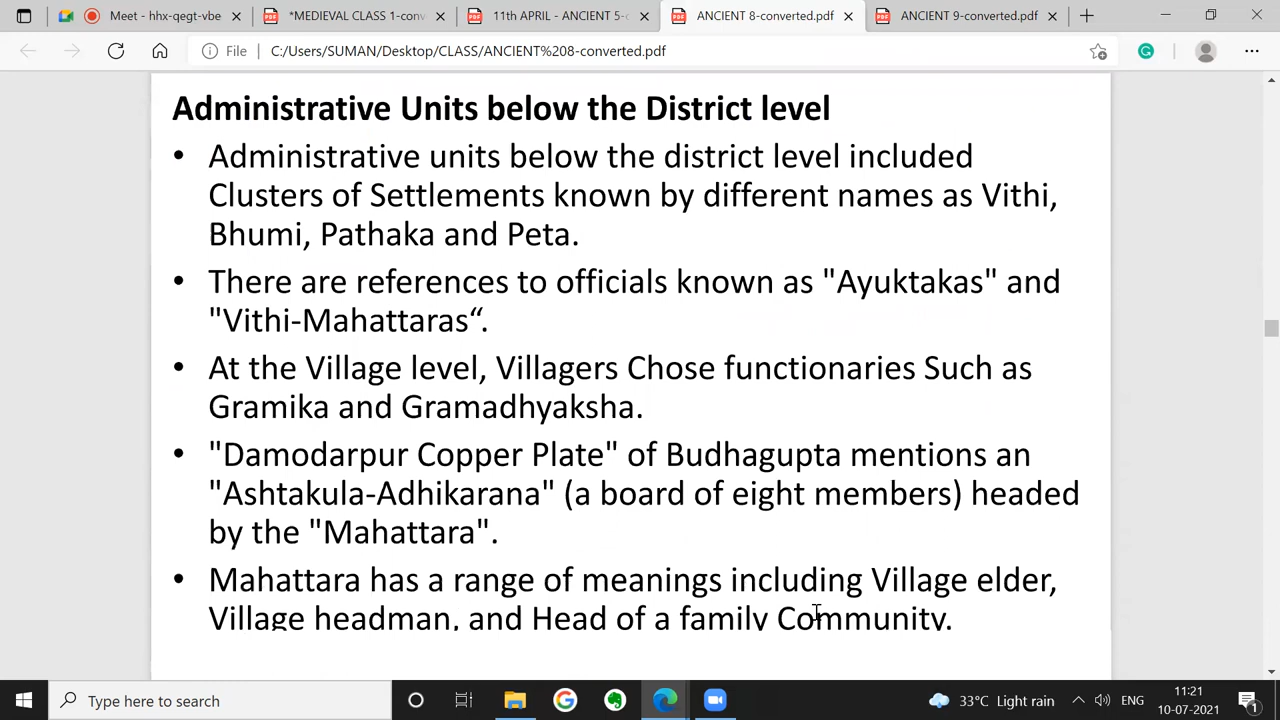 Meet - hhx-qegt-vbe
*MEDIEVAL CLASS 1-conv
11th APRIL - ANCIENT 5-c
ANCIENT 8-converted.pdf
ANCIENT 9-converted.pdf
File C:/Users/SUMAN/Desktop/CLASS/ANCIENT%208-converted.pdf
Administrative Units below the District level
• Administrative units below the district level included
Clusters of Settlements known by different names as Vithi,
Bhumi, Pathaka and Peta.
• There are references to officials known as "Ayuktakas" and
"Vithi-Mahattaras“.
• At the Village level, Villagers Chose functionaries Such as
Gramika and Gramadhyaksha.
• "Damodarpur Copper Plate" of Budhagupta mentions an
"Ashtakula-Adhikarana" (a board of eight members) headed
by the "Mahattara".
• Mahattara has a range of meanings including Village elder,
Village headman, and Head of a family Community.
Type here to search
33°C Light rain
ENG
11:21
10-07-2021
1